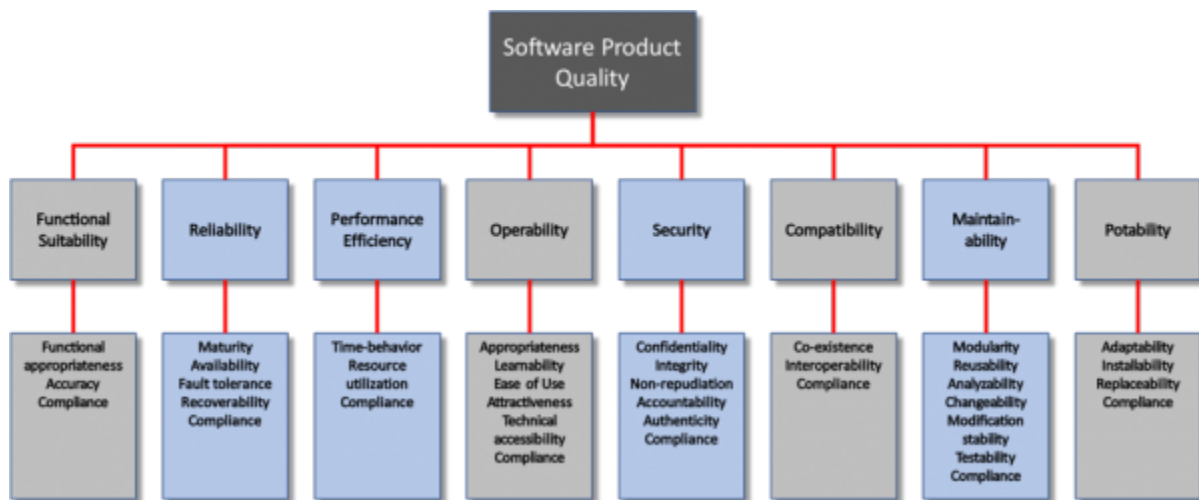 Software Product
Quality
Functional
Suitability
Reliability
Performance
Efficiency
Operability
Security
Compatibility
Maintain-
ability
Potability
Functional
appropriateness
Accuracy
Compliance
Maturity
Availability
Fault tolerance
Recoverability
Compliance
Time-behavior
Resource
utilization
Compliance
Appropriateness
Learnability
Ease of Use
Attractiveness
Technical
accessibility
Compliance
Confidentiality
Integrity
Non-repudiation
Accountability
Authenticity
Compliance
Co-existence
Interoperability
Compliance
Modularity
Reusability
Analyzability
Changeability
Modification
stability
Testability
Compliance
Adaptability
Installability
Replaceability
Compliance